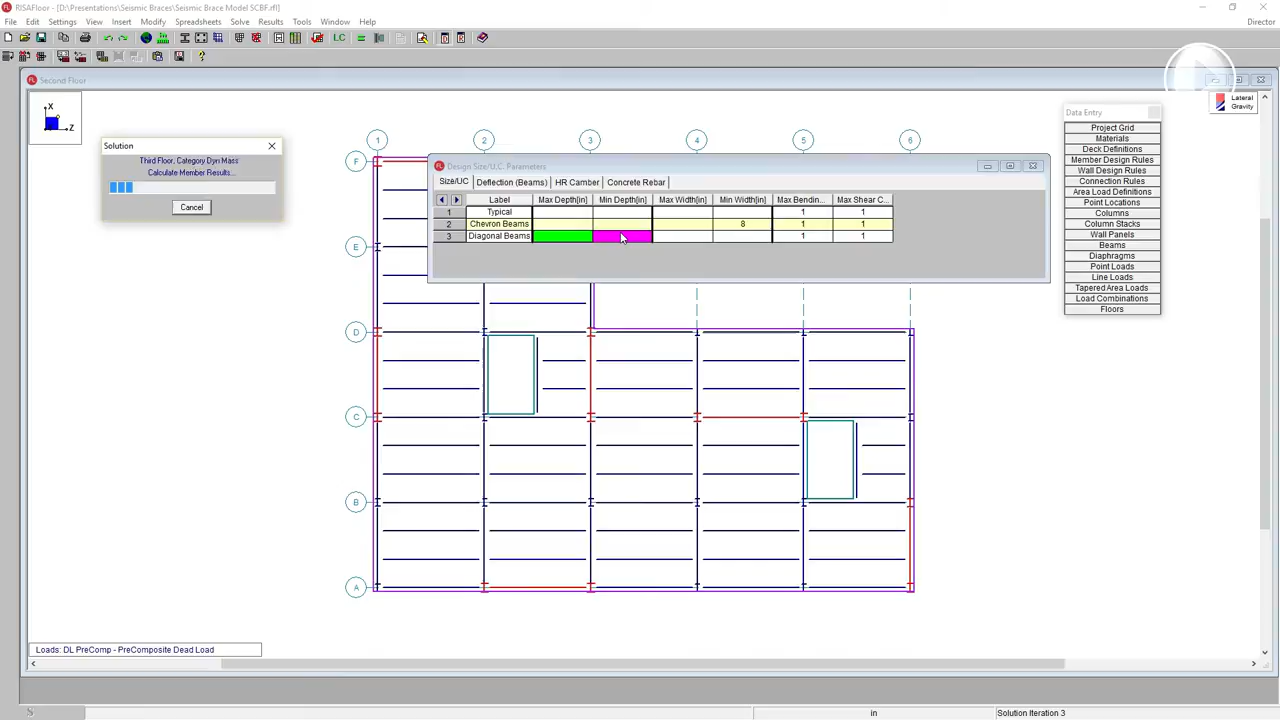 RISAFloor - [D:\Presentations\Seismic Braces\Seismic Brace Model SCBF.rfl]
File Edit Settings View Insert Modify Spreadsheets Solve Results Tools Window Help Director
LC
Second Floor
X
Z
Lateral
Gravity
Solution
Third Floor, Category Dyn Mass
Calculate Member Results...
Cancel
Design Size/U.C. Parameters
Size/UC Deflection (Beams) HR Camber Concrete Rebar
Label Max Depth[in] Min Depth[in] Max Width[in] Min Width[in] Max Bendin... Max Shear C...
1 Typical 1 1
2 Chevron Beams 8 1 1
3 Diagonal Beams 1 1
Data Entry
Project Grid
Materials
Deck Definitions
Member Design Rules
Wall Design Rules
Connection Rules
Area Load Definitions
Point Locations
Columns
Column Stacks
Wall Panels
Beams
Diaphragms
Point Loads
Line Loads
Tapered Area Loads
Load Combinations
Floors
1 2 3 4 5 6
F
E
D
C
B
A
Loads: DL PreComp - PreComposite Dead Load
S in Solution Iteration 3